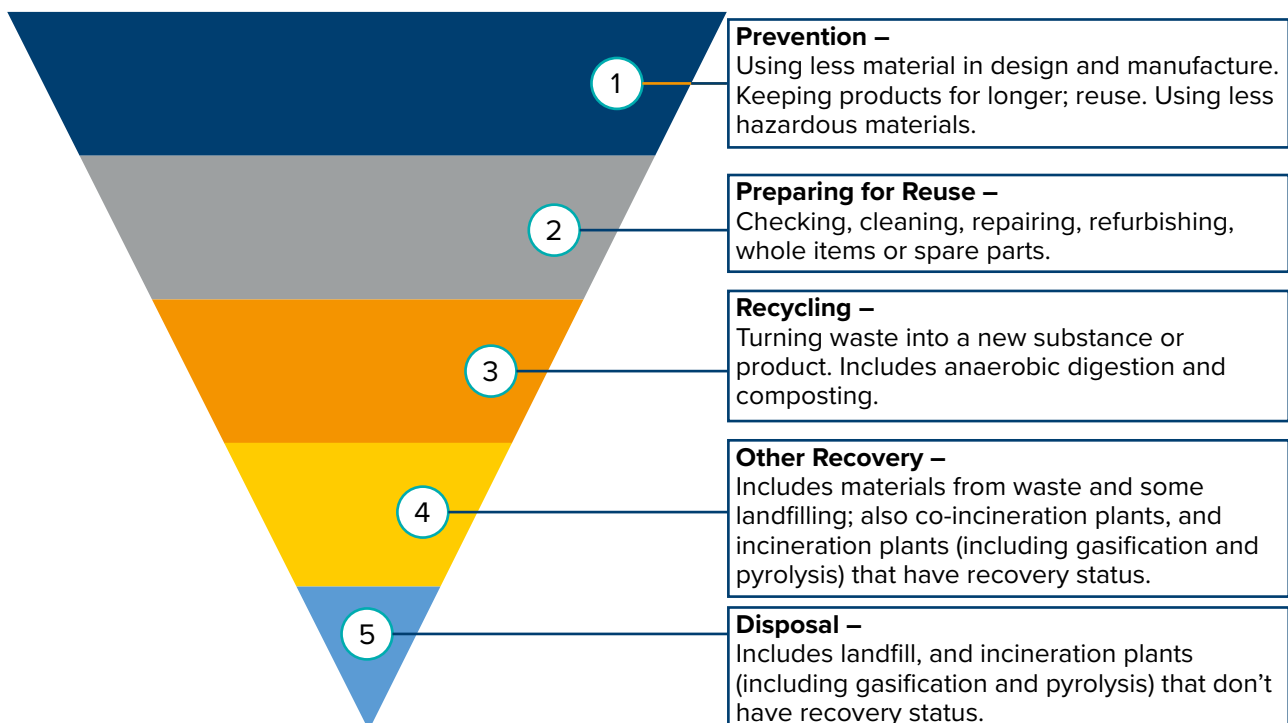 1
Prevention –
Using less material in design and manufacture.
Keeping products for longer; reuse. Using less
hazardous materials.
2
Preparing for Reuse –
Checking, cleaning, repairing, refurbishing,
whole items or spare parts.
3
Recycling –
Turning waste into a new substance or
product. Includes anaerobic digestion and
composting.
4
Other Recovery –
Includes materials from waste and some
landfilling; also co-incineration plants, and
incineration plants (including gasification and
pyrolysis) that have recovery status.
5
Disposal –
Includes landfill, and incineration plants
(including gasification and pyrolysis) that don’t
have recovery status.